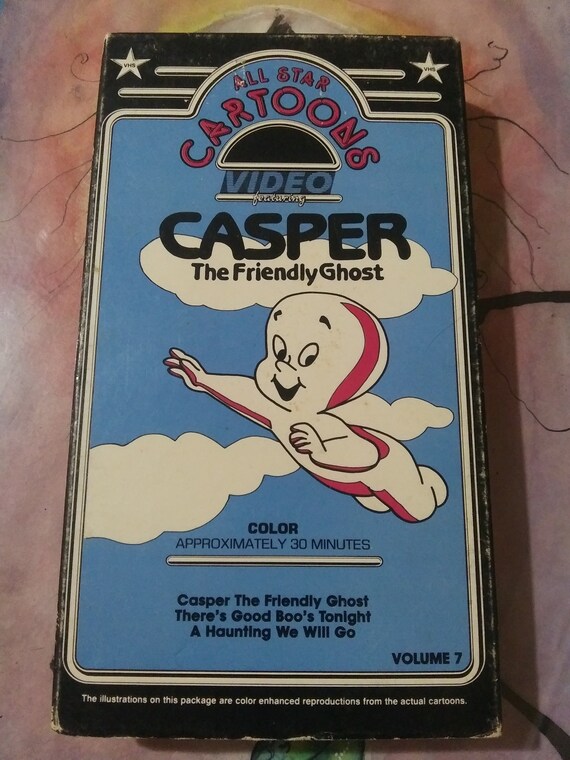 VHS
VHS
ALL STAR
CARTOONS
VIDEO
featuring
CASPER
The Friendly Ghost
COLOR
APPROXIMATELY 30 MINUTES
Casper The Friendly Ghost
There's Good Boo's Tonight
A Haunting We Will Go
VOLUME 7
The illustrations on this package are color enhanced reproductions from the actual cartoons.